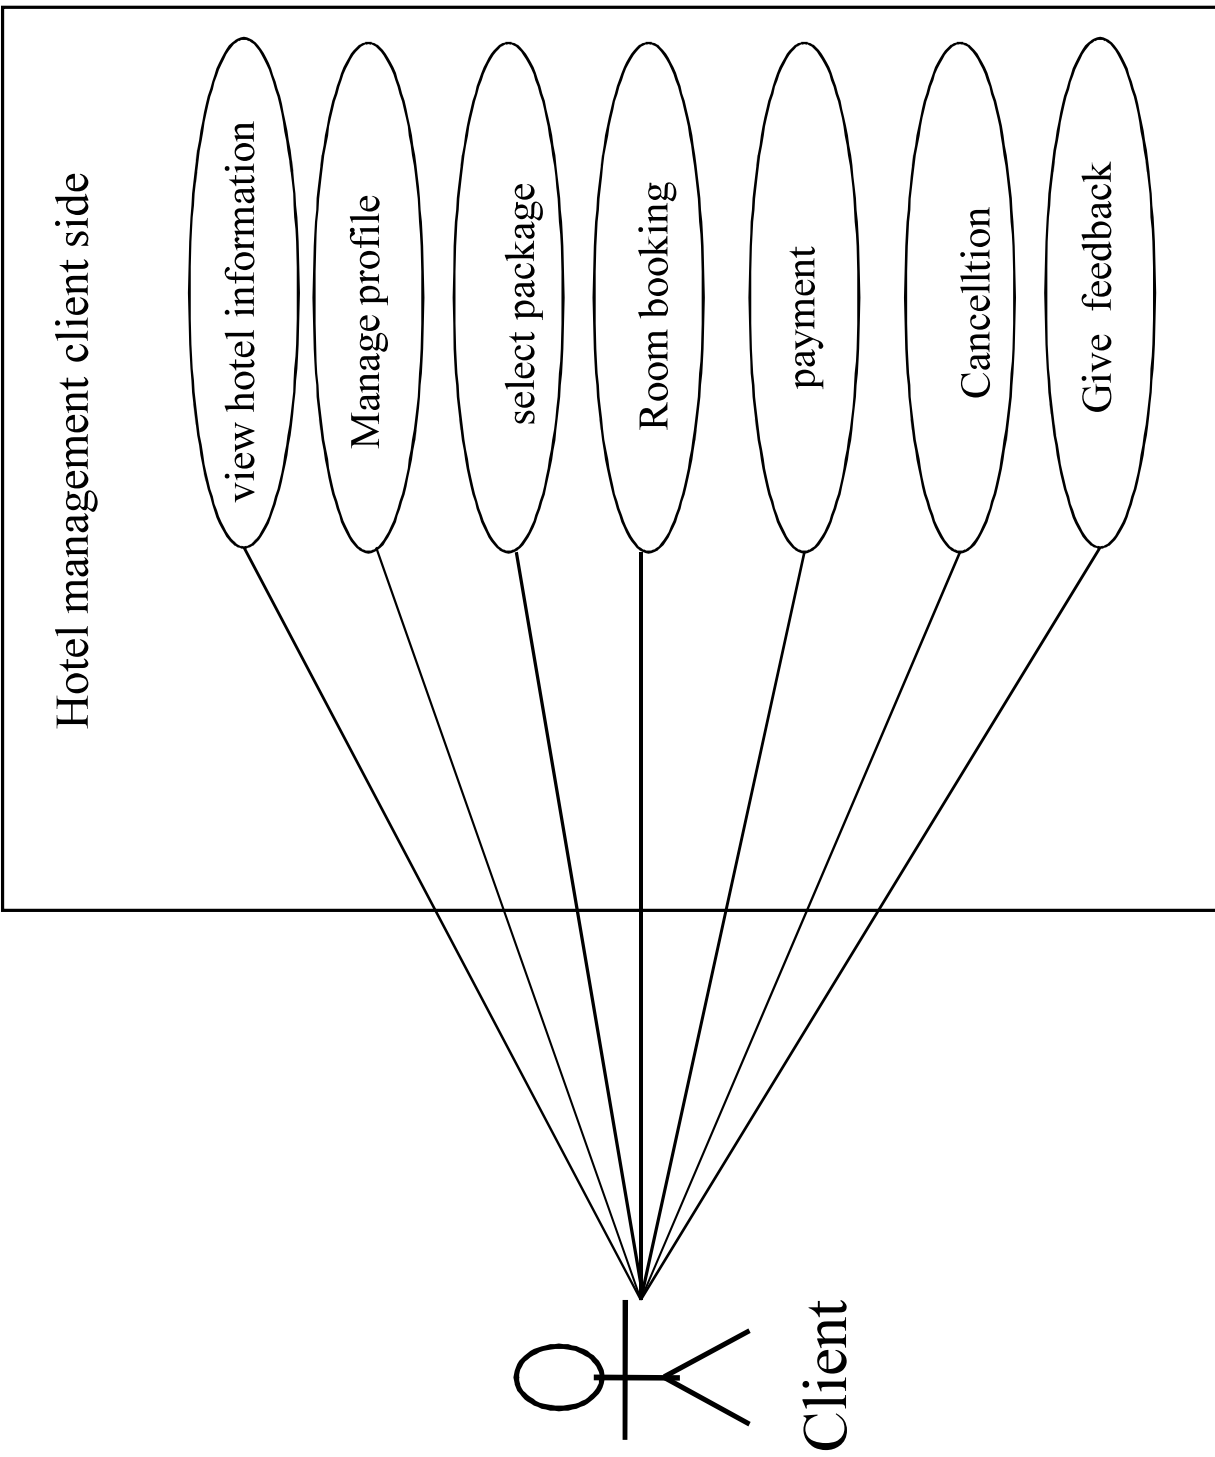 Hotel management client side
view hotel information
Manage profile
select package
Room booking
payment
Cancelltion
Give feedback
Client